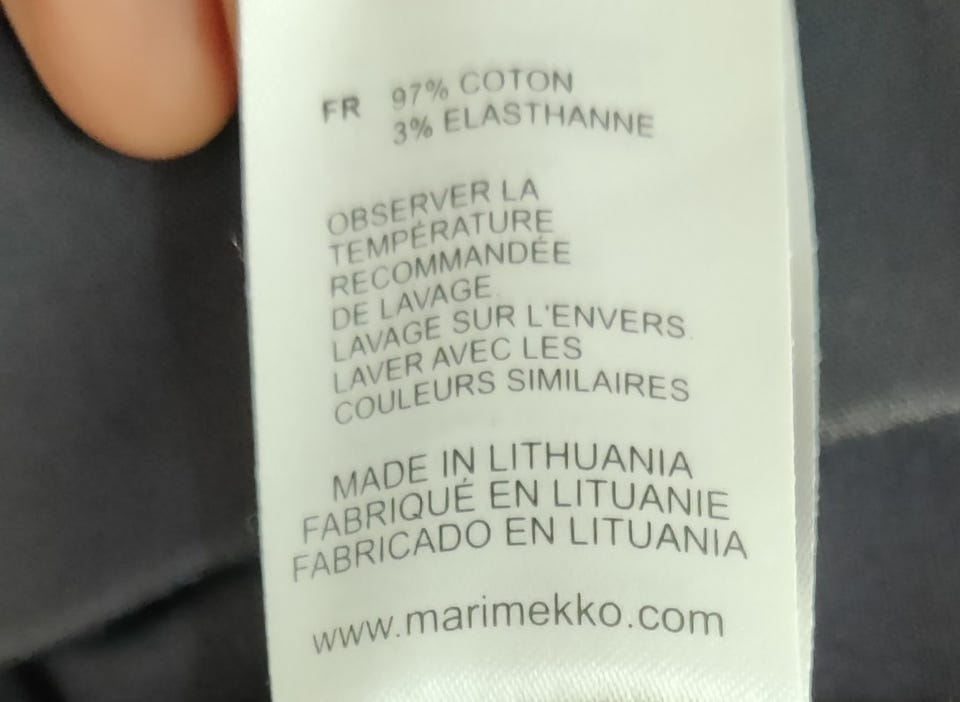 FR 97% COTON
3% ELASTHANNE
OBSERVER LA
TEMPÉRATURE
RECOMMANDÉE
DE LAVAGE.
LAVAGE SUR L'ENVERS.
LAVER AVEC LES
COULEURS SIMILAIRES
MADE IN LITHUANIA
FABRIQUÉ EN LITUANIE
FABRICADO EN LITUANIA
www.marimekko.com